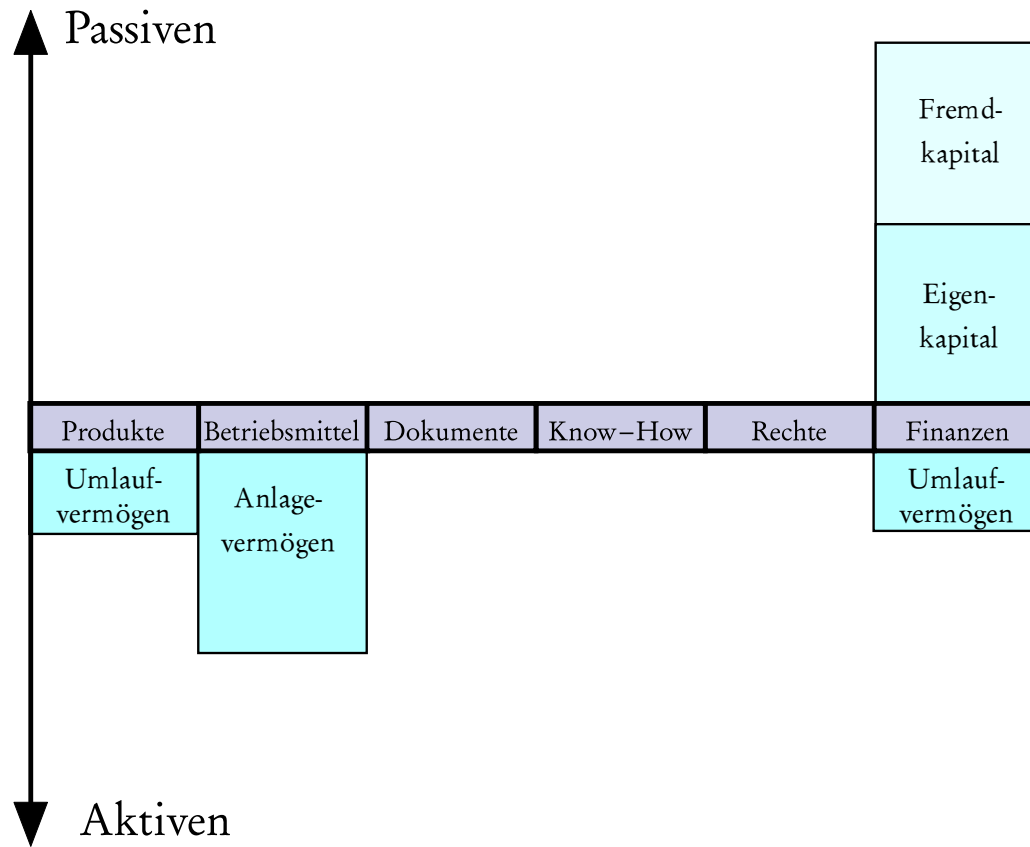 Passiven
Fremd-
kapital
Eigen-
kapital
Produkte Betriebsmittel Dokumente Know–How Rechte Finanzen
Umlauf-
vermögen
Anlage-
vermögen
Umlauf-
vermögen
Aktiven